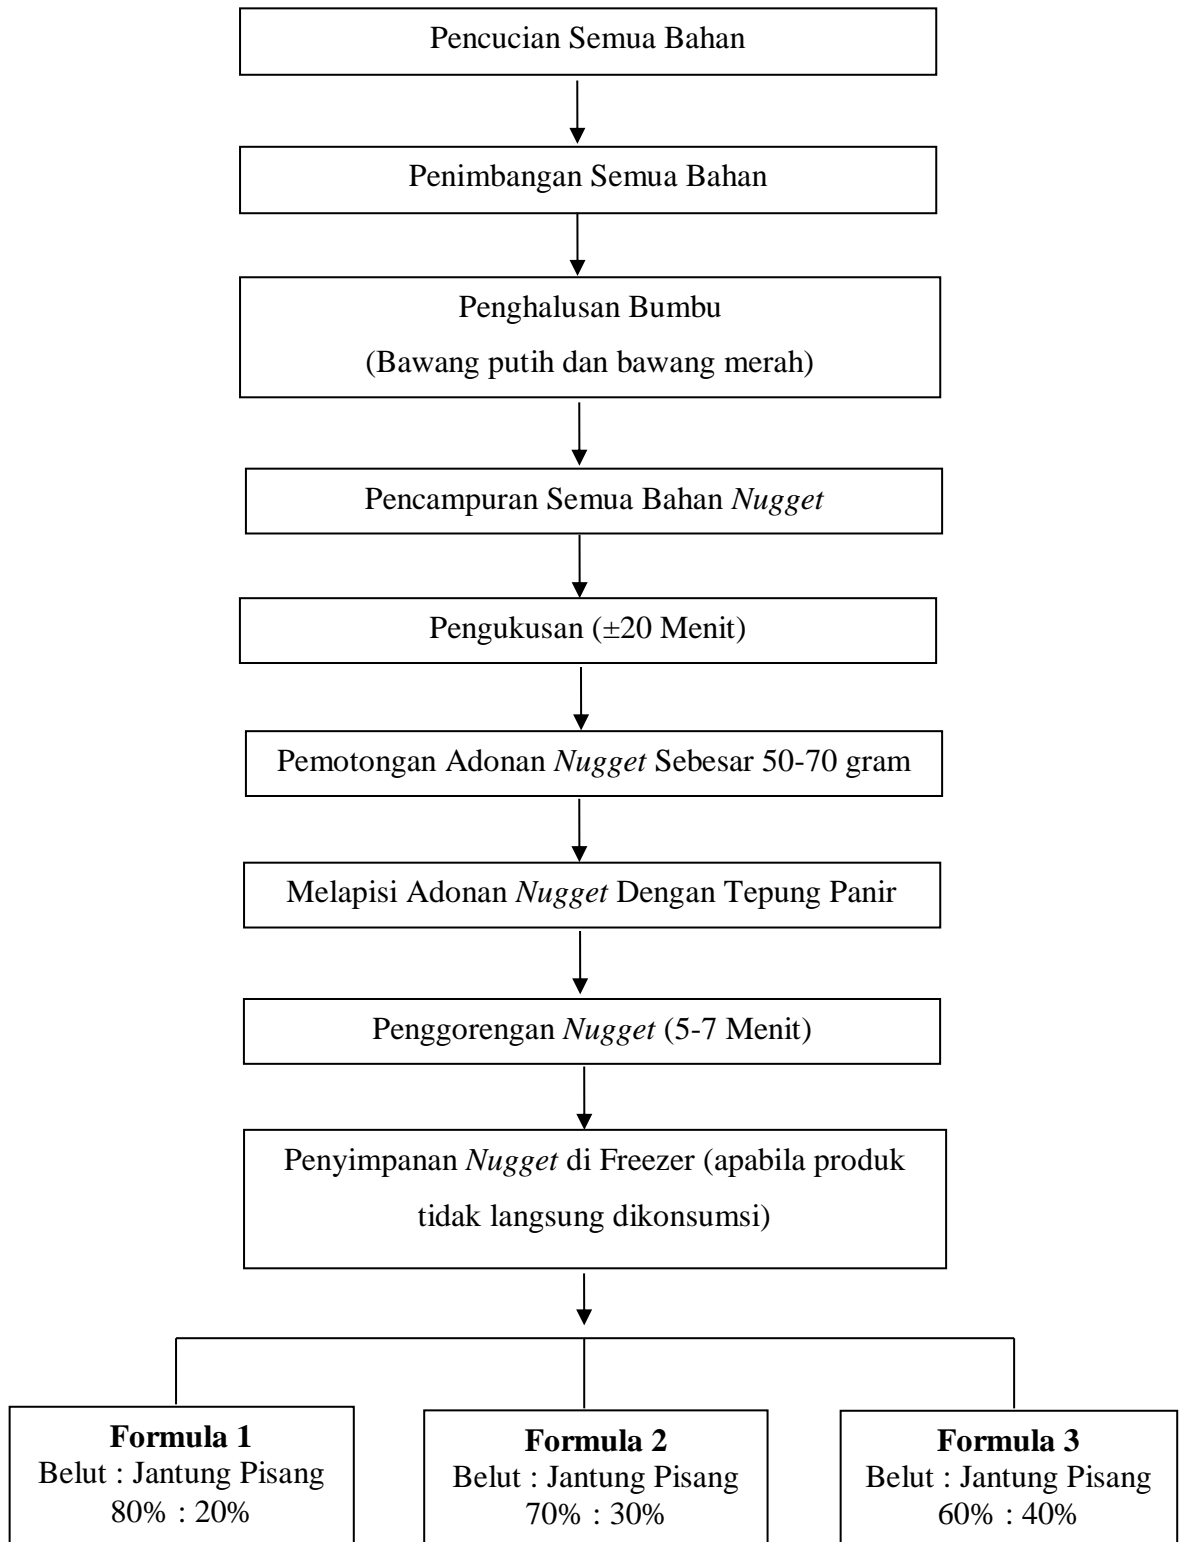 Pencucian Semua Bahan
Penimbangan Semua Bahan
Penghalusan Bumbu
(Bawang putih dan bawang merah)
Pencampuran Semua Bahan Nugget
Pengukusan (±20 Menit)
Pemotongan Adonan Nugget Sebesar 50-70 gram
Melapisi Adonan Nugget Dengan Tepung Panir
Penggorengan Nugget (5-7 Menit)
Penyimpanan Nugget di Freezer (apabila produk
tidak langsung dikonsumsi)
Formula 1
Belut : Jantung Pisang
80% : 20%
Formula 2
Belut : Jantung Pisang
70% : 30%
Formula 3
Belut : Jantung Pisang
60% : 40%